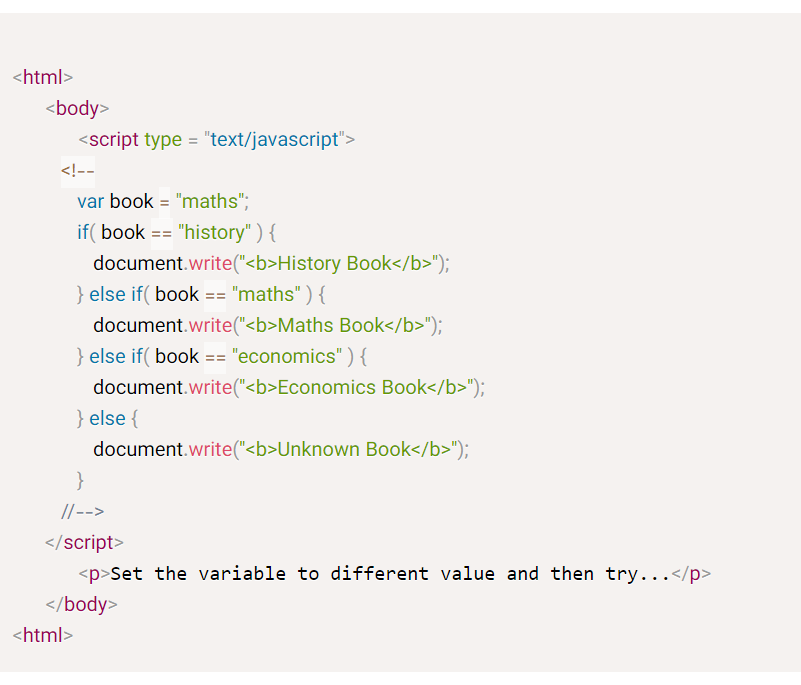 <html>
<body>
<script type = "text/javascript">
<!--
var book = "maths";
if( book == "history" ) {
document.write("<b>History Book</b>");
} else if( book == "maths" ) {
document.write("<b>Maths Book</b>");
} else if( book == "economics" ) {
document.write("<b>Economics Book</b>");
} else {
document.write("<b>Unknown Book</b>");
}
//-->
</script>
<p>Set the variable to different value and then try...</p>
</body>
<html>